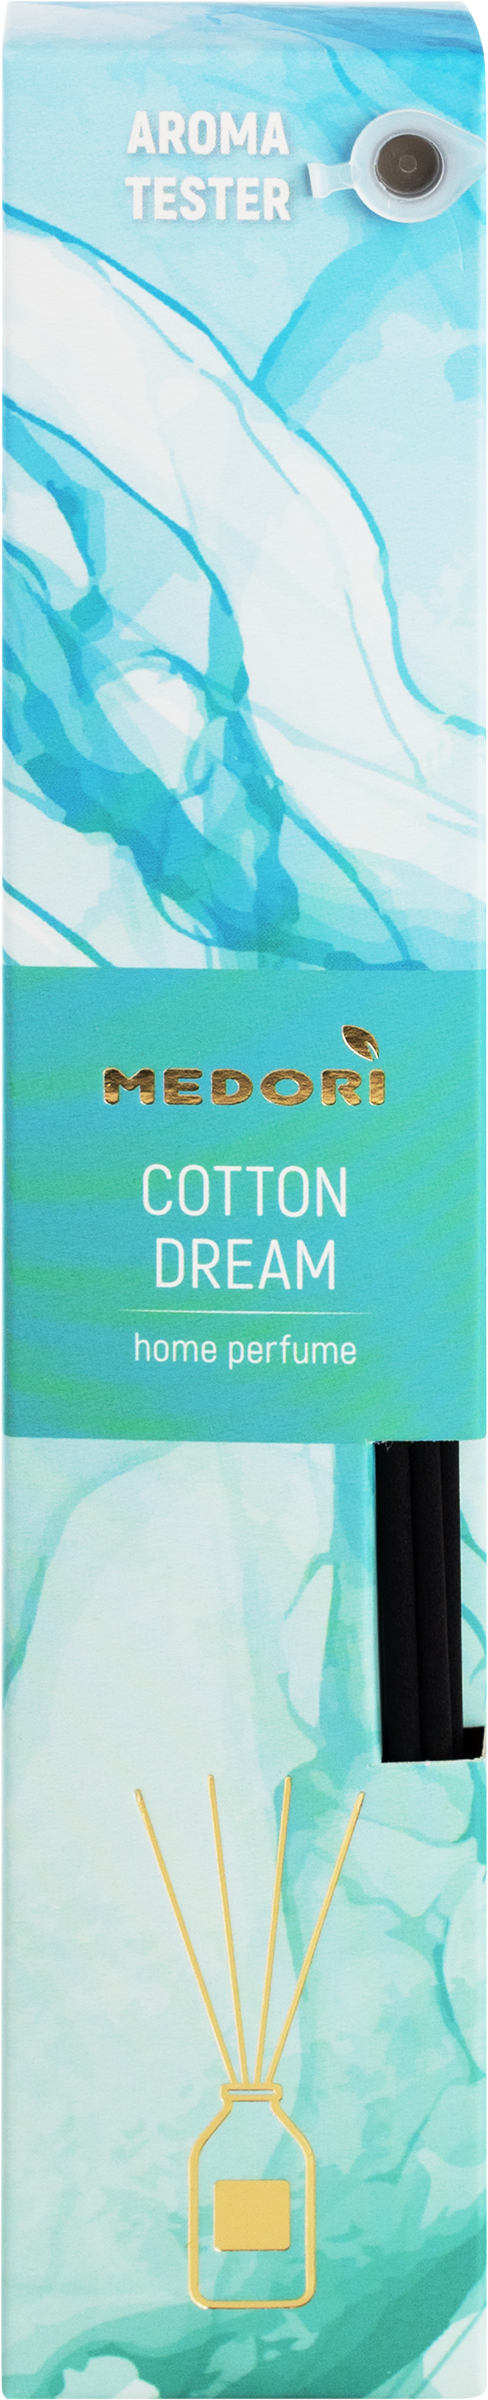 AROMA
TESTER
MEDORI
COTTON
DREAM
home perfume